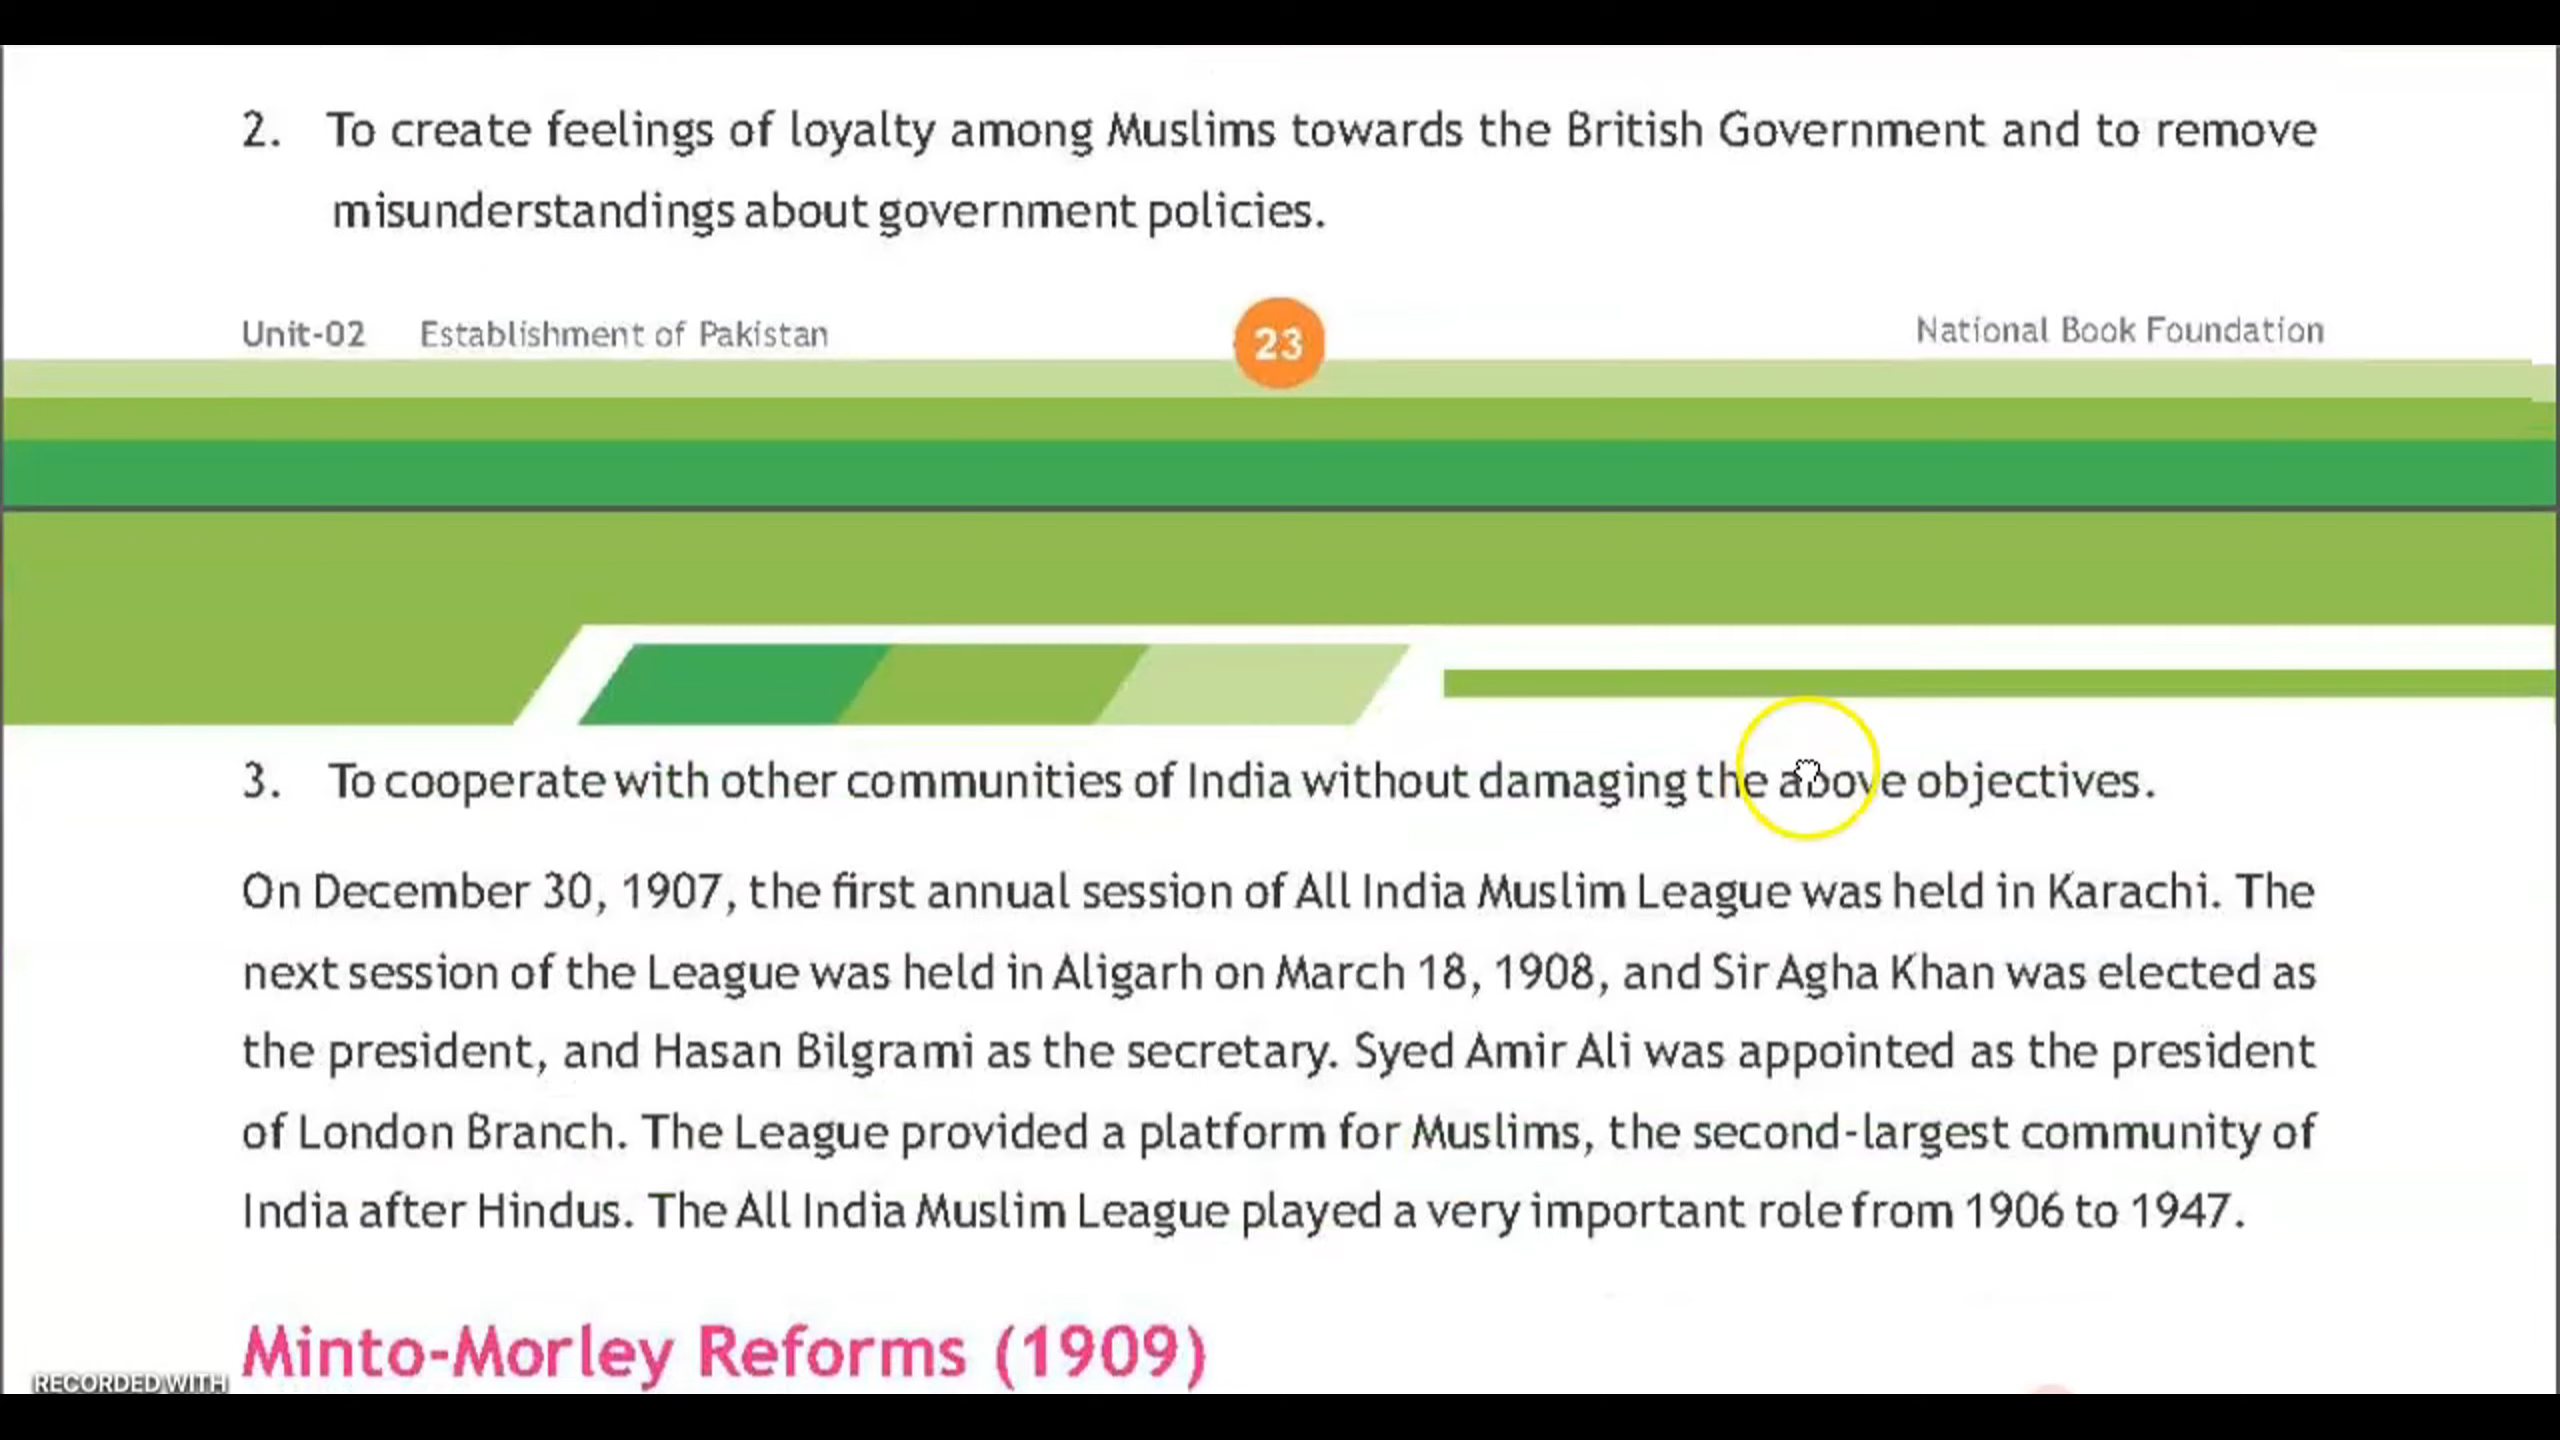 2. To create feelings of loyalty among Muslims towards the British Government and to remove
misunderstandings about government policies.
Unit-02 Establishment of Pakistan 23 National Book Foundation
3. To cooperate with other communities of India without damaging the above objectives.
On December 30, 1907, the first annual session of All India Muslim League was held in Karachi. The
next session of the League was held in Aligarh on March 18, 1908, and Sir Agha Khan was elected as
the president, and Hasan Bilgrami as the secretary. Syed Amir Ali was appointed as the president
of London Branch. The League provided a platform for Muslims, the second-largest community of
India after Hindus. The All India Muslim League played a very important role from 1906 to 1947.
Minto-Morley Reforms (1909)
RECORDED WITH